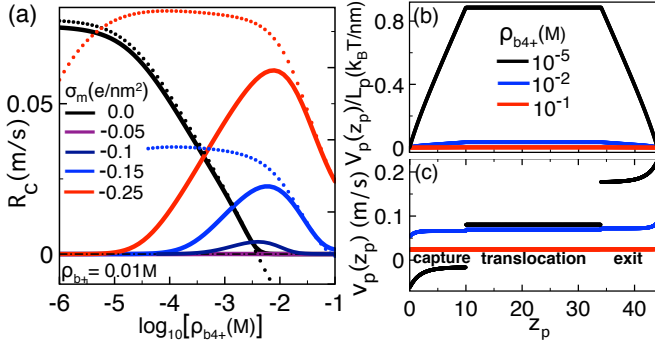 (a)
R_C(m/s)
0.05
0
σ_m(e/nm²)
0.0
-0.05
-0.1
-0.15
-0.25
ρ_b+ = 0.01M
-6 -5 -4 -3 -2 -1
log₁₀[ρ_b4+(M)]
(b)
V_p(z_p)/L_p(k_BT/nm)
0.8
0.4
0
ρ_b4+(M)
10⁻⁵
10⁻²
10⁻¹
(c)
v_p(z_p) (m/s)
0.2
0.1
0
capture translocation exit
0 10 20 30 40
z_p